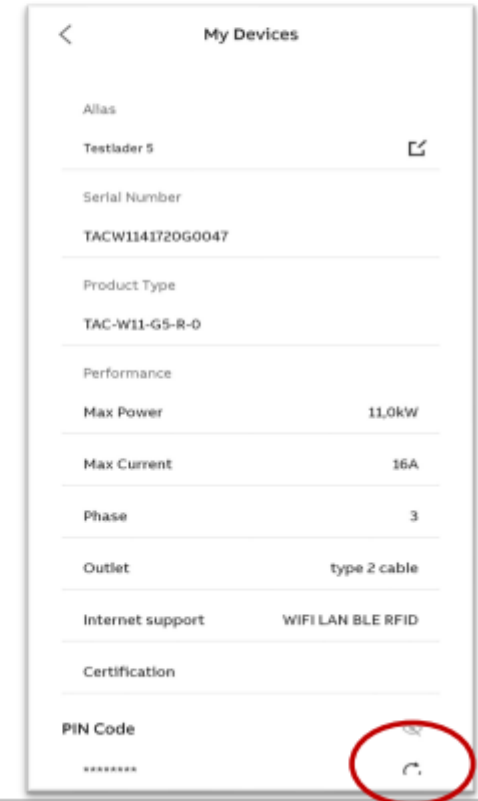 My Devices
Alias
Testlader 5
Serial Number
TACW1141720G0047
Product Type
TAC-W11-G5-R-0
Performance
Max Power 11,0kW
Max Current 16A
Phase 3
Outlet type 2 cable
Internet support WIFI LAN BLE RFID
Certification
PIN Code
********